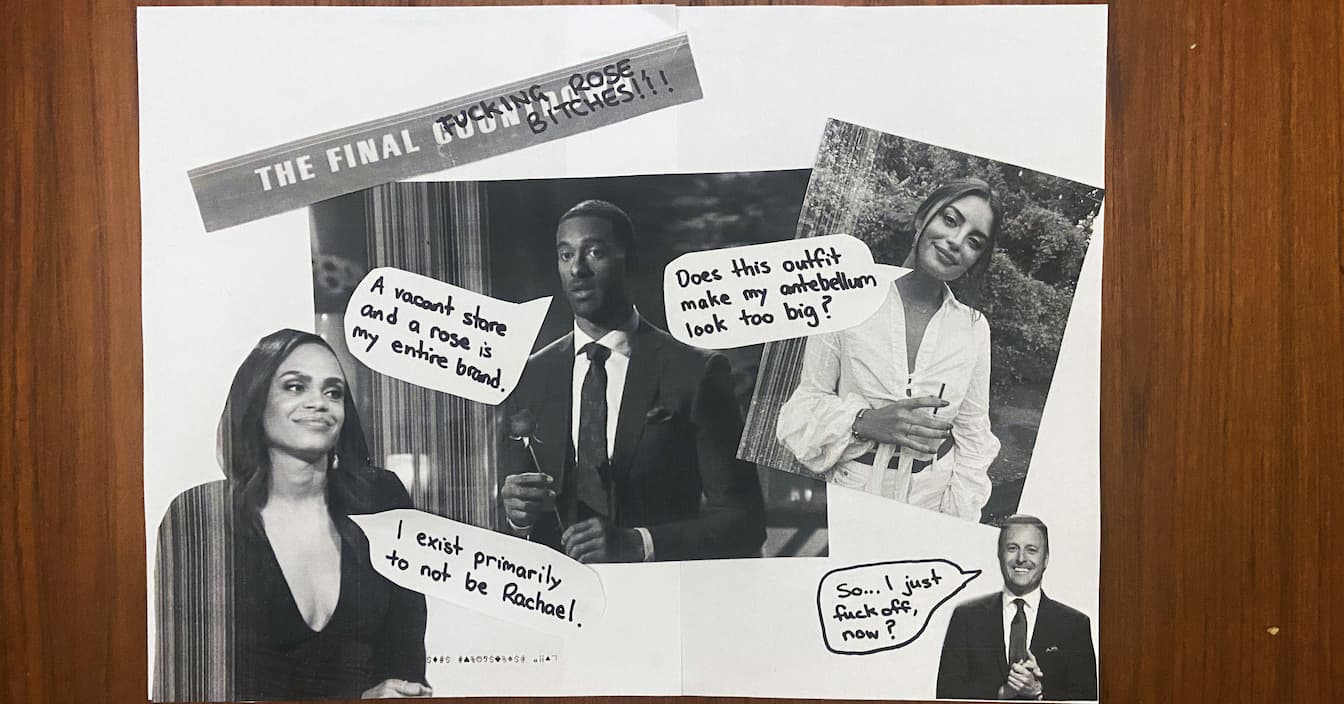 THE FINAL COUNTDOWN
FUCKING ROSE
BITCHES!!!
A vacant stare
and a rose is
my entire brand.
Does this outfit
make my antebellum
look too big?
I exist primarily
to not be Rachael.
So... I just
fuck off,
now?